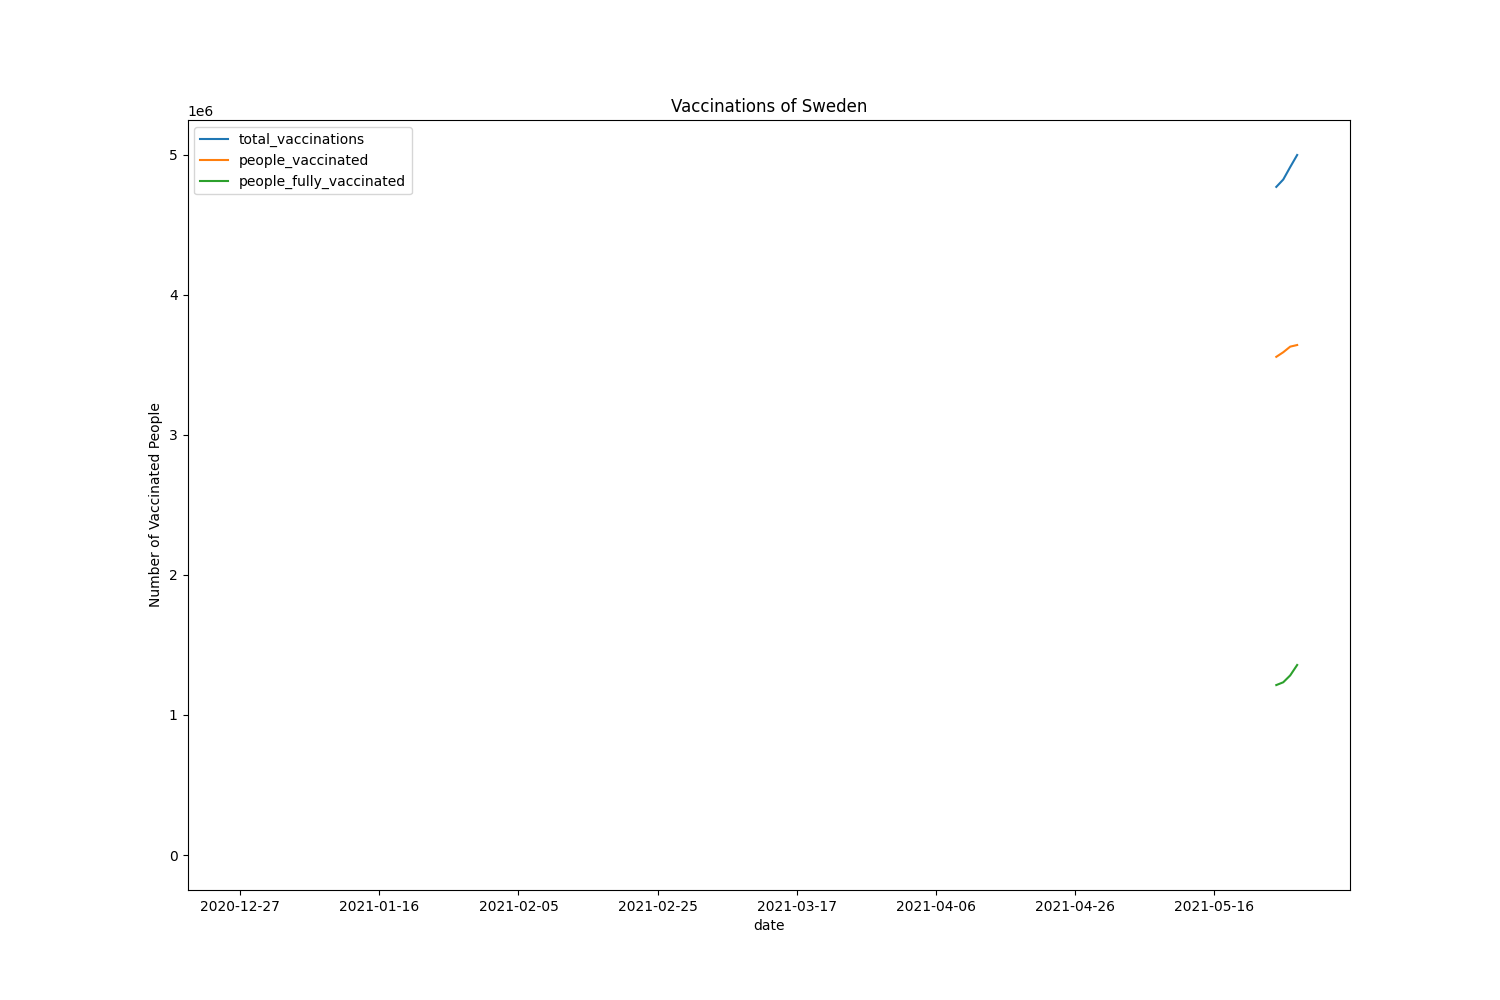 Vaccinations of Sweden
1e6
total_vaccinations
people_vaccinated
people_fully_vaccinated
5
4
3
2
1
0
Number of Vaccinated People
2020-12-27 2021-01-16 2021-02-05 2021-02-25 2021-03-17 2021-04-06 2021-04-26 2021-05-16
date